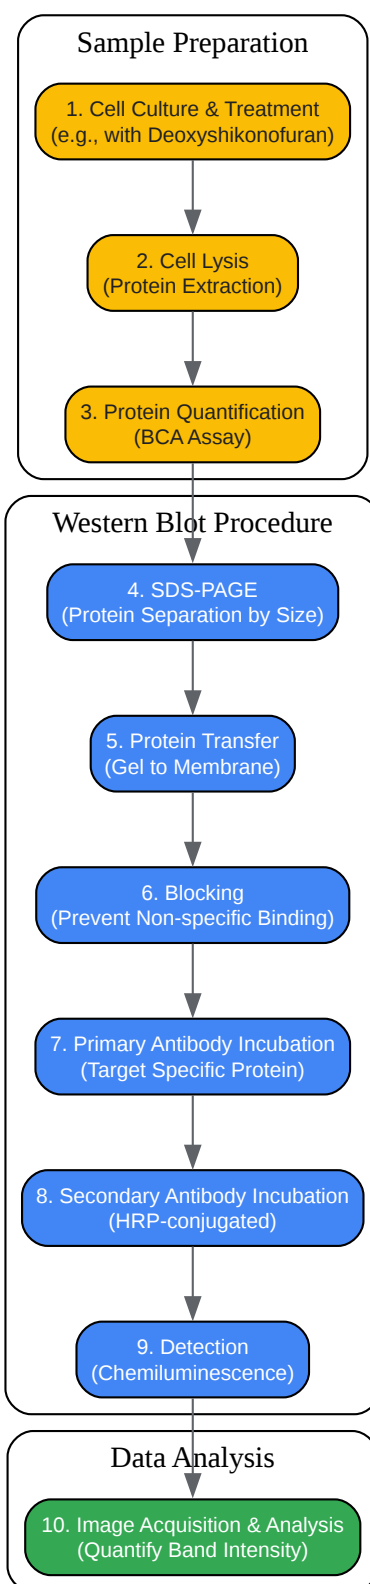 Sample Preparation
1. Cell Culture & Treatment
(e.g., with Deoxyshikonofuran)
2. Cell Lysis
(Protein Extraction)
3. Protein Quantification
(BCA Assay)
Western Blot Procedure
4. SDS-PAGE
(Protein Separation by Size)
5. Protein Transfer
(Gel to Membrane)
6. Blocking
(Prevent Non-specific Binding)
7. Primary Antibody Incubation
(Target Specific Protein)
8. Secondary Antibody Incubation
(HRP-conjugated)
9. Detection
(Chemiluminescence)
Data Analysis
10. Image Acquisition & Analysis
(Quantify Band Intensity)